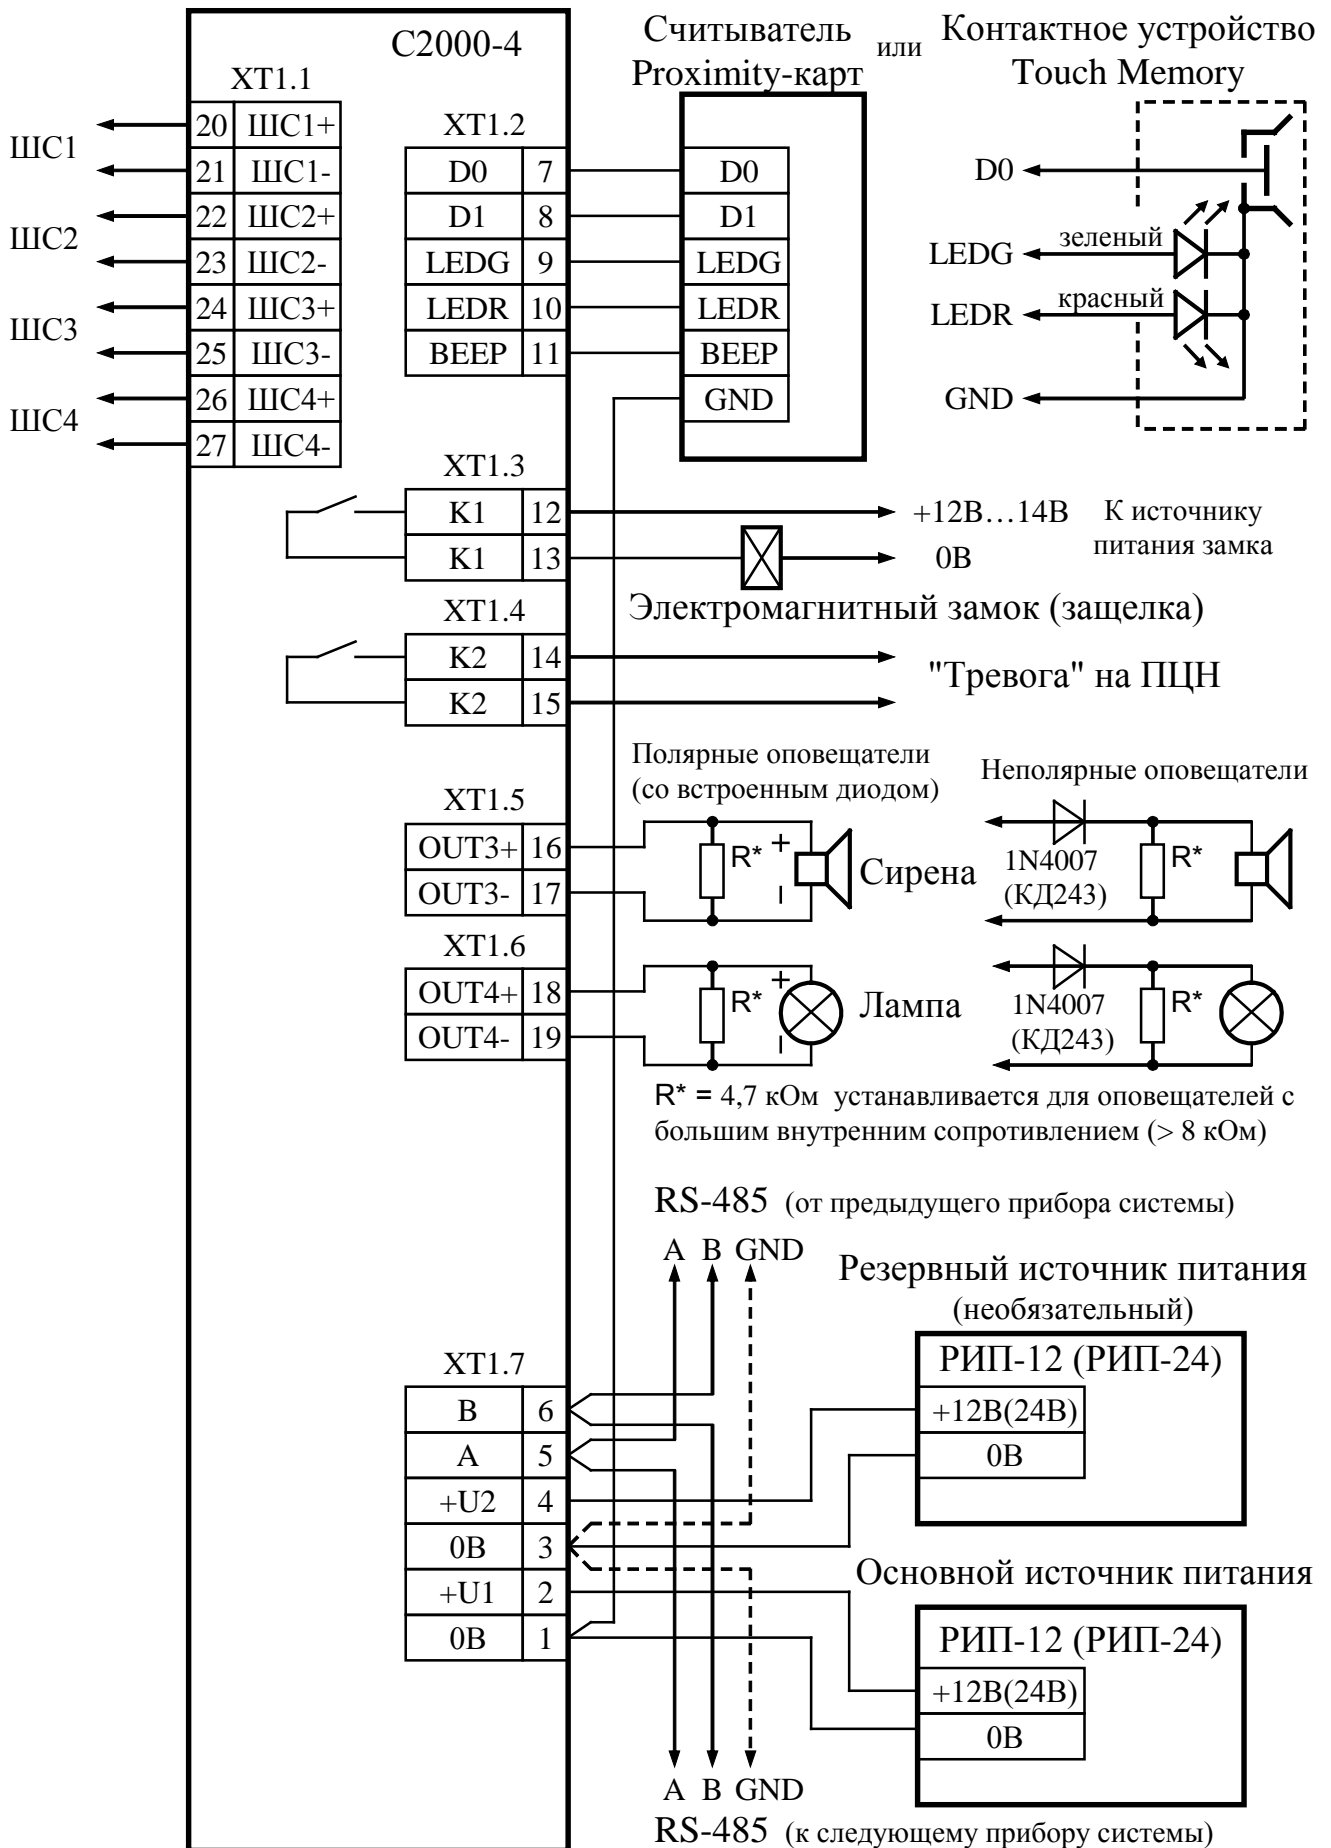 С2000-4
XT1.1
ШС1
20 ШС1+
21 ШС1-
ШС2
22 ШС2+
23 ШС2-
ШС3
24 ШС3+
25 ШС3-
ШС4
26 ШС4+
27 ШС4-
XT1.2
D0 7
D1 8
LEDG 9
LEDR 10
BEEP 11
Считыватель
Proximity-карт
D0
D1
LEDG
LEDR
BEEP
GND
или
Контактное устройство
Touch Memory
D0
LEDG зеленый
LEDR красный
GND
XT1.3
K1 12
K1 13
+12В…14В
0В
К источнику
питания замка
Электромагнитный замок (защелка)
XT1.4
K2 14
K2 15
"Тревога" на ПЦН
Полярные оповещатели
(со встроенным диодом)
Неполярные оповещатели
XT1.5
OUT3+ 16
OUT3- 17
R* + –
Сирена
1N4007
(КД243)
R*
XT1.6
OUT4+ 18
OUT4- 19
R* + –
Лампа
1N4007
(КД243)
R*
R* = 4,7 кОм устанавливается для оповещателей с
большим внутренним сопротивлением (> 8 кОм)
RS-485 (от предыдущего прибора системы)
A B GND
Резервный источник питания
(необязательный)
РИП-12 (РИП-24)
+12В(24В)
0В
XT1.7
B 6
A 5
+U2 4
0В 3
+U1 2
0В 1
Основной источник питания
РИП-12 (РИП-24)
+12В(24В)
0В
A B GND
RS-485 (к следующему прибору системы)